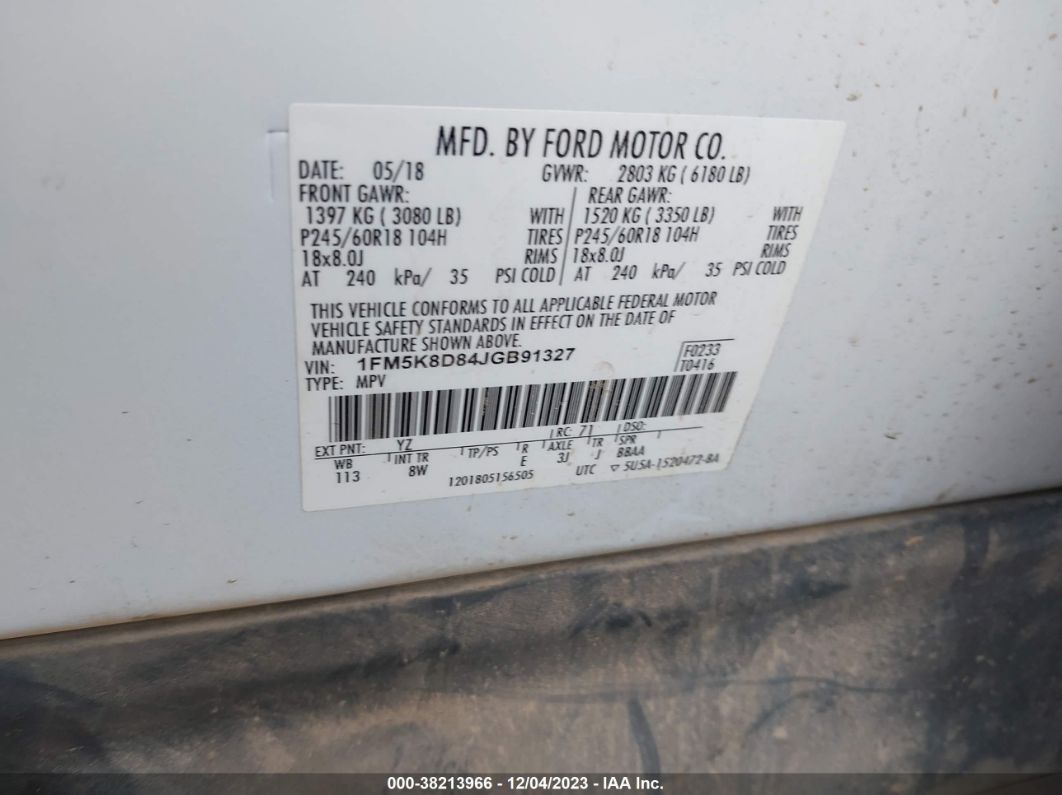 MFD. BY FORD MOTOR CO.
DATE: 05/18 GVWR: 2803 KG ( 6180 LB)
FRONT GAWR: REAR GAWR:
1397 KG ( 3080 LB) WITH 1520 KG ( 3350 LB) WITH
P245/60R18 104H TIRES P245/60R18 104H TIRES
18x8.0J RIMS 18x8.0J RIMS
AT 240 kPa/ 35 PSI COLD AT 240 kPa/ 35 PSI COLD
THIS VEHICLE CONFORMS TO ALL APPLICABLE FEDERAL MOTOR
VEHICLE SAFETY STANDARDS IN EFFECT ON THE DATE OF
MANUFACTURE SHOWN ABOVE.
VIN: 1FM5K8D84JGB91327 F0233
TYPE: MPV T0416
EXT PNT: YZ RC: 71 DSO:
WB INT TR TP/PS R AXLE TR SPR
113 8W E 3J J BBAA
1201805156505 UTC ▽ 5U5A-1520472-BA
000-38213966 - 12/04/2023 - IAA Inc.